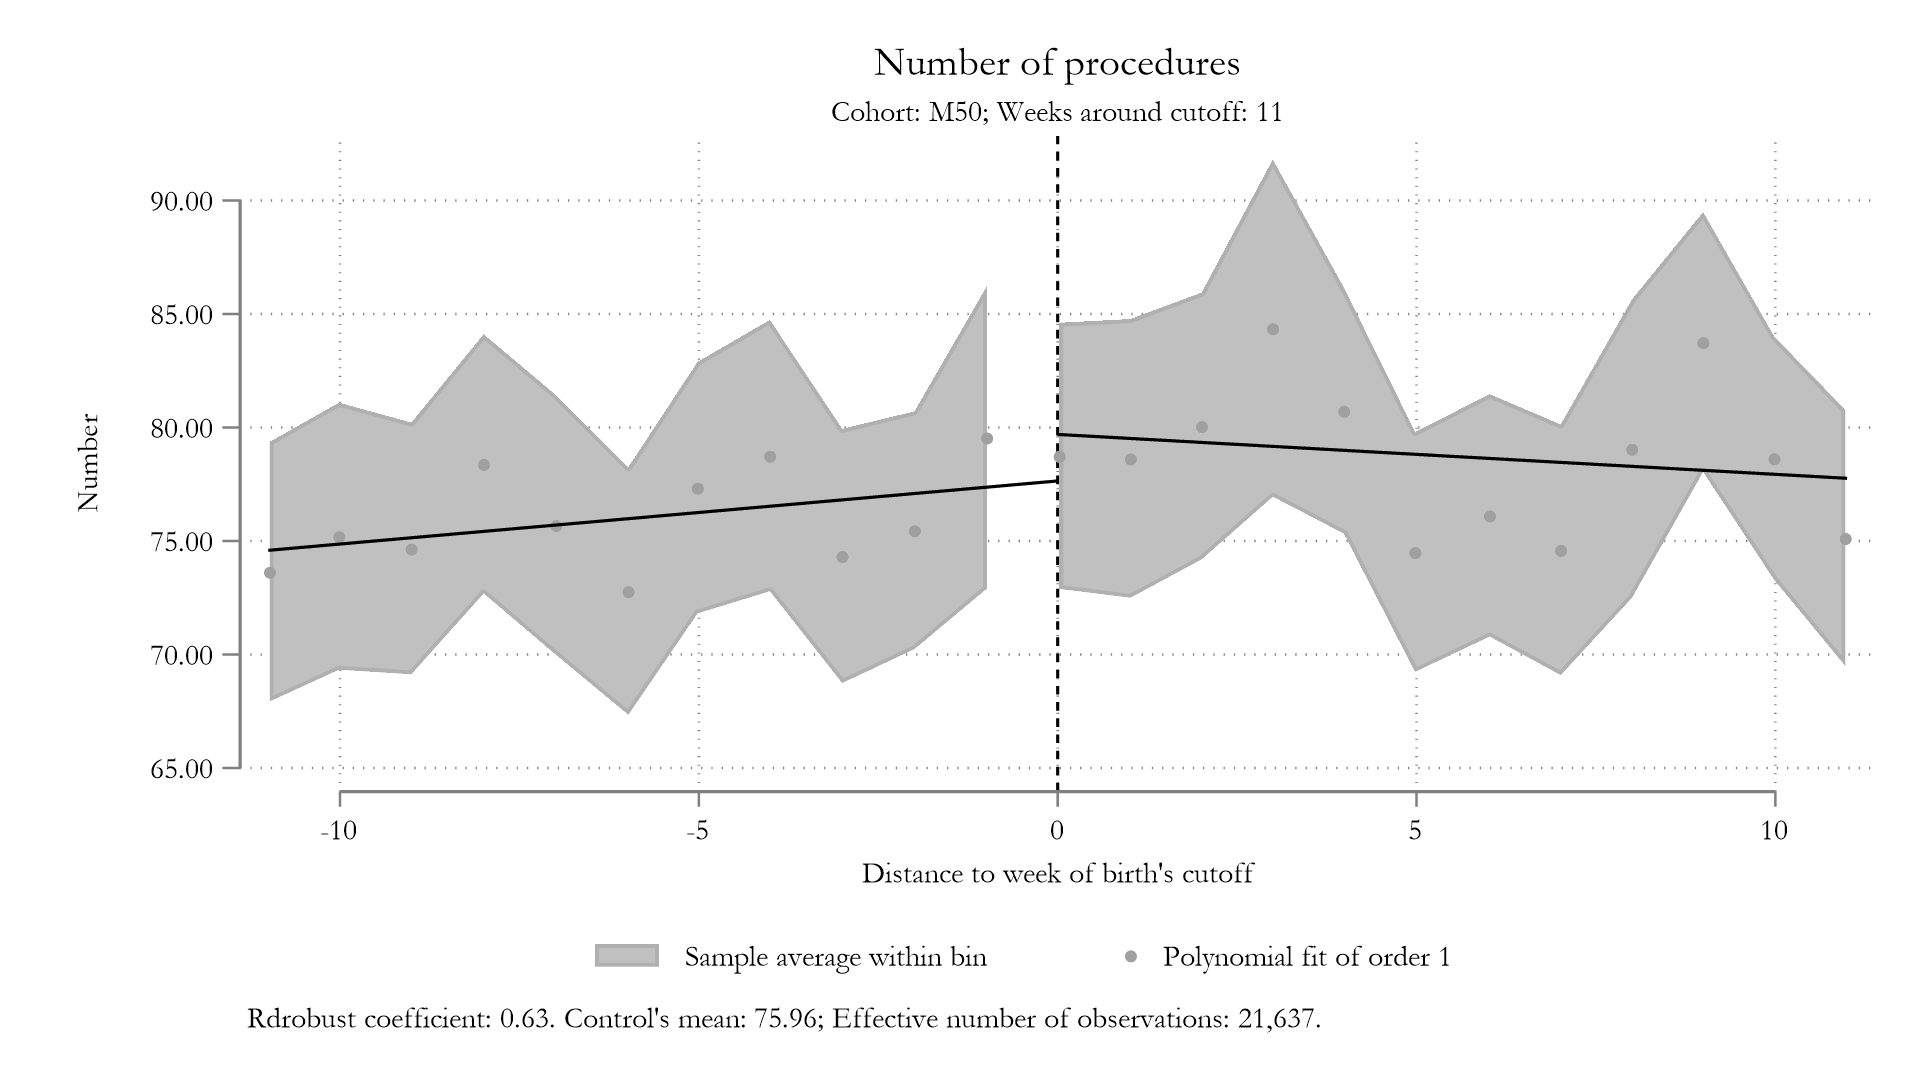 Number of procedures
Cohort: M50; Weeks around cutoff: 11
90.00
85.00
80.00
75.00
70.00
65.00
Number
-10 -5 0 5 10
Distance to week of birth's cutoff
Sample average within bin Polynomial fit of order 1
Rdrobust coefficient: 0.63. Control's mean: 75.96; Effective number of observations: 21,637.